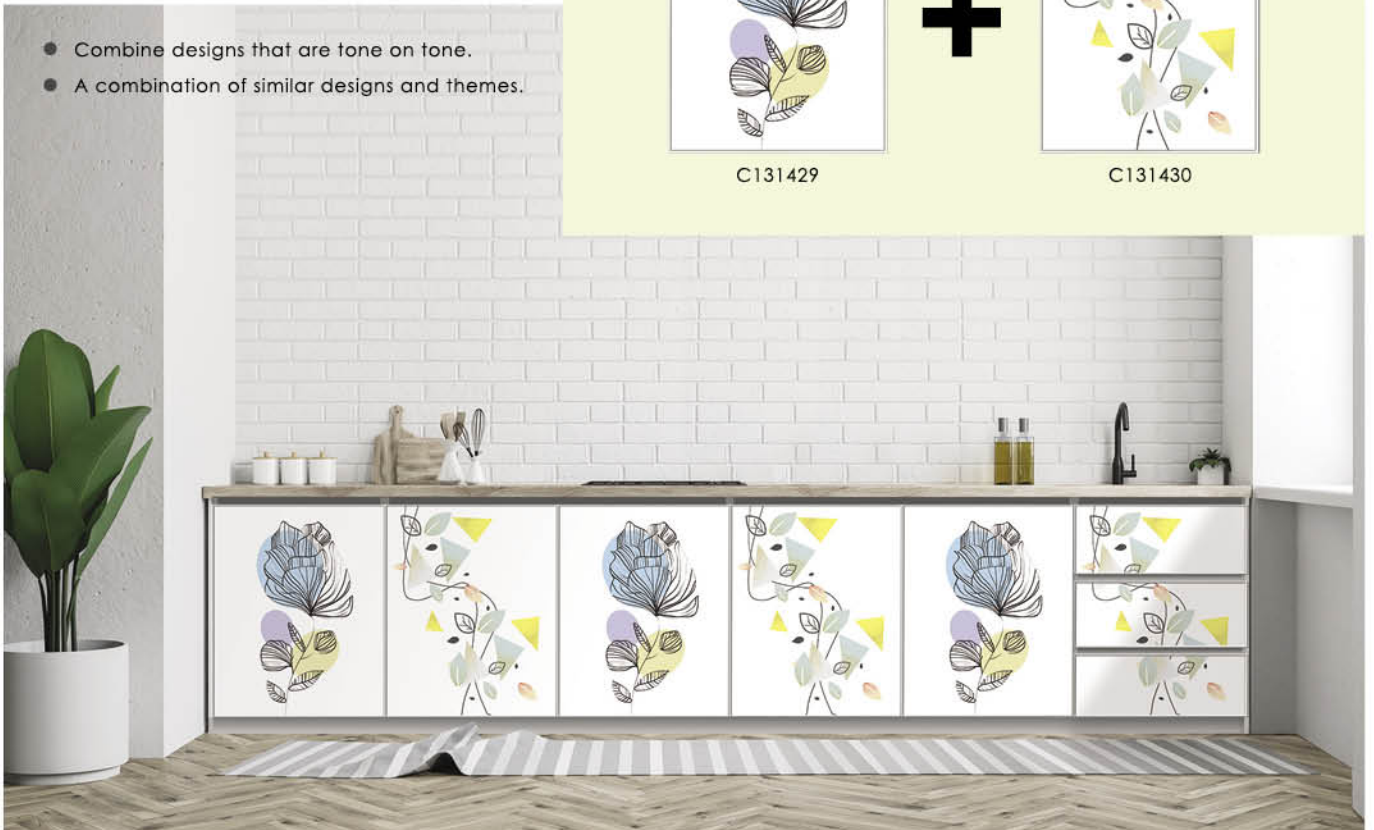 Combine designs that are tone on tone.
A combination of similar designs and themes.
C131429
C131430